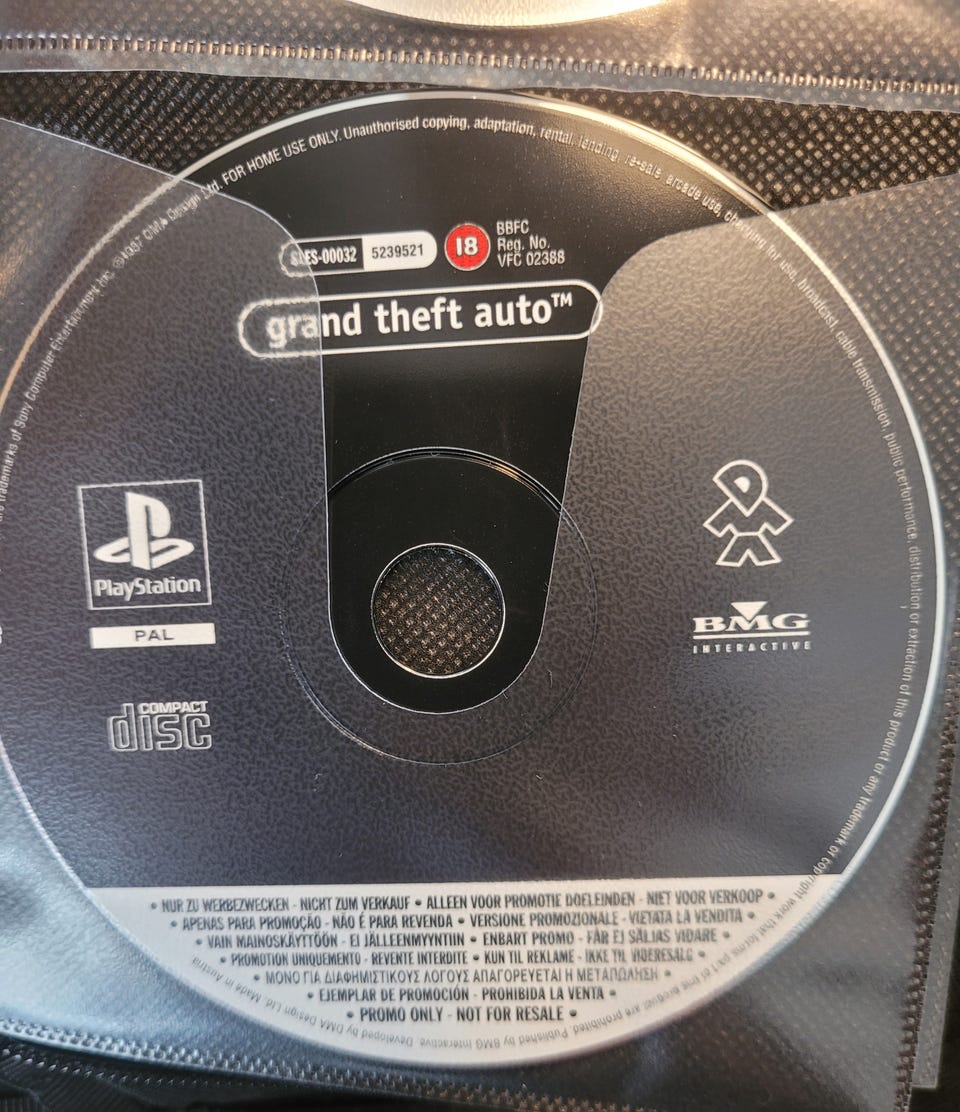 are trademarks of Sony Computer Entertainment Inc. ©1997 DMA Design Ltd. FOR HOME USE ONLY. Unauthorised copying, adaptation, rental, lending, re-sale, arcade use, charging for use, broadcast, cable transmission, public performance, distribution or extraction of this product or any trademark or copyright work that forms part of this product are prohibited. Published by BMG Interactive. Developed by DMA Design Ltd. Made in Austria
SLES-00032 5239521
18
BBFC
Reg. No.
VFC 02388
grand theft auto™
PlayStation
PAL
COMPACT
disc
D
BMG
INTERACTIVE
• NUR ZU WERBEZWECKEN - NICHT ZUM VERKAUF • ALLEEN VOOR PROMOTIE DOELEINDEN - NIET VOOR VERKOOP •
• APENAS PARA PROMOÇÃO - NÃO É PARA REVENDA • VERSIONE PROMOZIONALE - VIETATA LA VENDITA •
• VAIN MAINOSKÄYTTÖÖN - EI JÄLLEENMYYNTIIN • ENBART PROMO - FÅR EJ SÄLJAS VIDARE •
• PROMOTION UNIQUEMENT - REVENTE INTERDITE • KUN TIL REKLAME - IKKE TIL VIDERESALG •
• ΜΟΝΟ ΓΙΑ ΔΙΑΦΗΜΙΣΤΙΚΟΥΣ ΛΟΓΟΥΣ ΑΠΑΓΟΡΕΥΕΤΑΙ Η ΜΕΤΑΠΩΛΗΣΗ •
• EJEMPLAR DE PROMOCIÓN - PROHIBIDA LA VENTA •
• PROMO ONLY - NOT FOR RESALE •